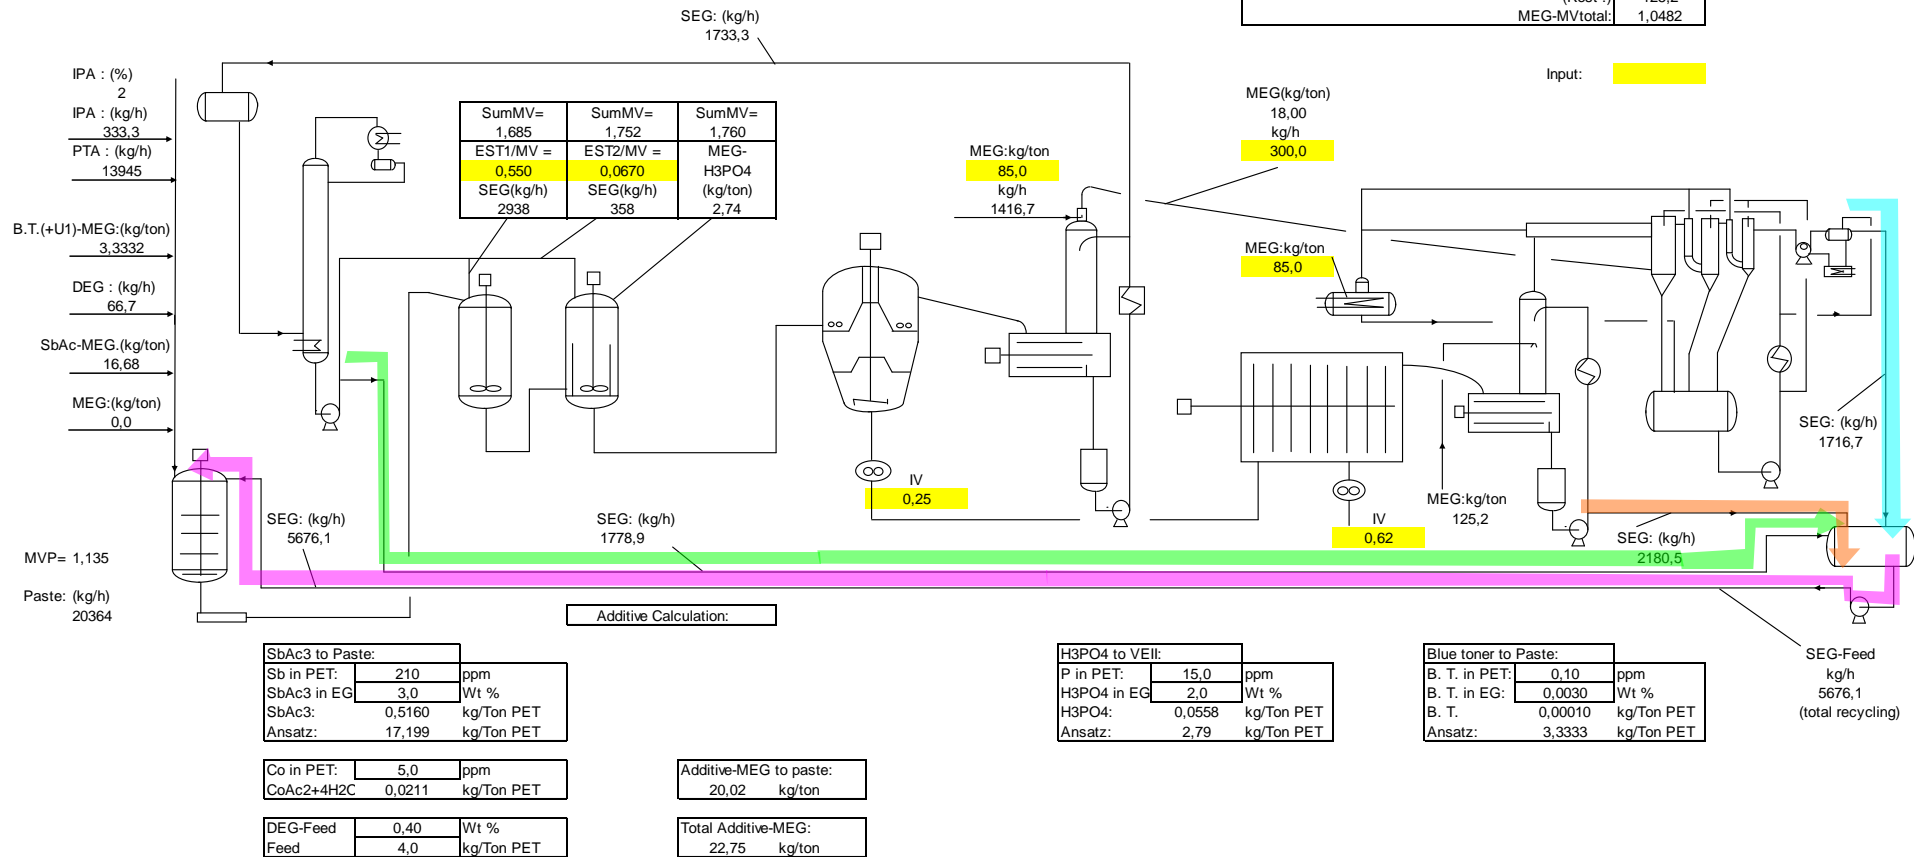 SEG: (kg/h)
1733,3
MEG-MVtotal: 1,0482
Input:
IPA : (%)
2
IPA : (kg/h)
333,3
PTA : (kg/h)
13945
B.T.(+U1)-MEG:(kg/ton)
3,3332
DEG : (kg/h)
66,7
SbAc-MEG.(kg/ton)
16,68
MEG:(kg/ton)
0,0
SumMV= SumMV= SumMV=
1,685 1,752 1,760
EST1/MV = EST2/MV = MEG-
0,550 0,0670 H3PO4
SEG(kg/h) SEG(kg/h) (kg/ton)
2938 358 2,74
MEG:kg/ton
85,0
kg/h
1416,7
MEG(kg/ton)
18,00
kg/h
300,0
MEG:kg/ton
85,0
SEG: (kg/h)
1716,7
IV
0,25
MEG:kg/ton
125,2
IV
0,62
SEG: (kg/h)
2180,5
SEG: (kg/h)
5676,1
SEG: (kg/h)
1778,9
MVP= 1,135
Paste: (kg/h)
20364
Additive Calculation:
SbAc3 to Paste:
Sb in PET: 210 ppm
SbAc3 in EG 3,0 Wt %
SbAc3: 0,5160 kg/Ton PET
Ansatz: 17,199 kg/Ton PET
H3PO4 to VEII:
P in PET: 15,0 ppm
H3PO4 in EG 2,0 Wt %
H3PO4: 0,0558 kg/Ton PET
Ansatz: 2,79 kg/Ton PET
Blue toner to Paste:
B. T. in PET: 0,10 ppm
B. T. in EG: 0,0030 Wt %
B. T. 0,00010 kg/Ton PET
Ansatz: 3,3333 kg/Ton PET
SEG-Feed
kg/h
5676,1
(total recycling)
Co in PET: 5,0 ppm
CoAc2+4H2O 0,0211 kg/Ton PET
Additive-MEG to paste:
20,02 kg/ton
DEG-Feed 0,40 Wt %
Feed 4,0 kg/Ton PET
Total Additive-MEG:
22,75 kg/ton